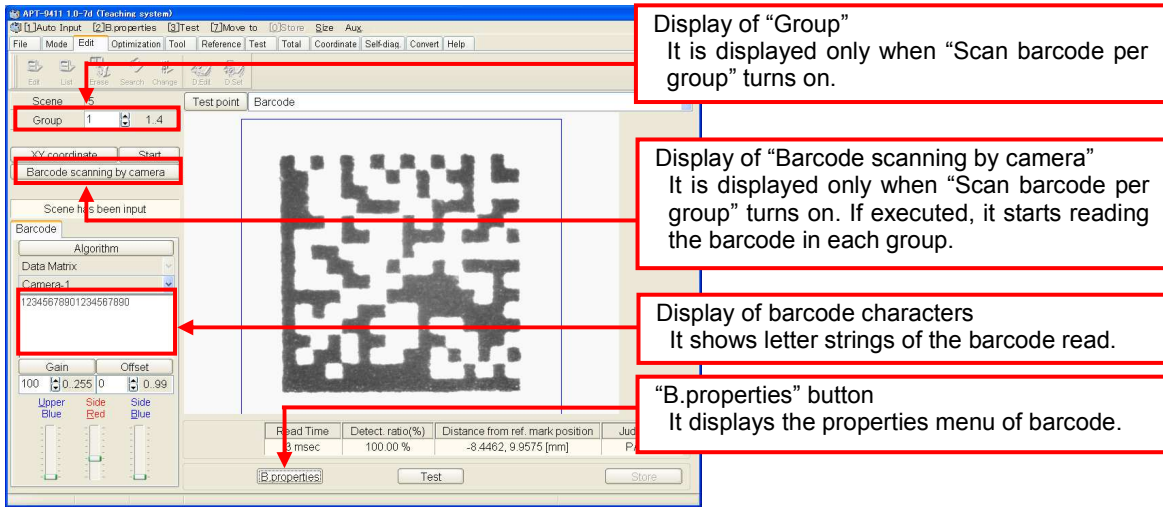 APT-9411 1.0-7d (Teaching system)
[1]Auto Input [2]B.properties [3]Test [7]Move to [0]Store Size Aux
File Mode Edit Optimization Tool Reference Test Total Coordinate Self-diag. Convert Help
Edit List Erase Search Change D.Edit D.Set
Scene 5
Test point Barcode
Group 1 1..4
XY coordinate Start
Barcode scanning by camera
Scene has been input
Barcode
Algorithm
Data Matrix
Camera-1
12345678901234567890
Gain Offset
100 0..255 0 0..99
Upper Side Side
Blue Red Blue
Read Time Detect. ratio(%) Distance from ref. mark position
msec 100.00 % -8.4462, 9.9575 [mm]
B.properties Test Store
Display of “Group”
It is displayed only when “Scan barcode per
group” turns on.
Display of “Barcode scanning by camera”
It is displayed only when “Scan barcode per
group” turns on. If executed, it starts reading
the barcode in each group.
Display of barcode characters
It shows letter strings of the barcode read.
“B.properties” button
It displays the properties menu of barcode.